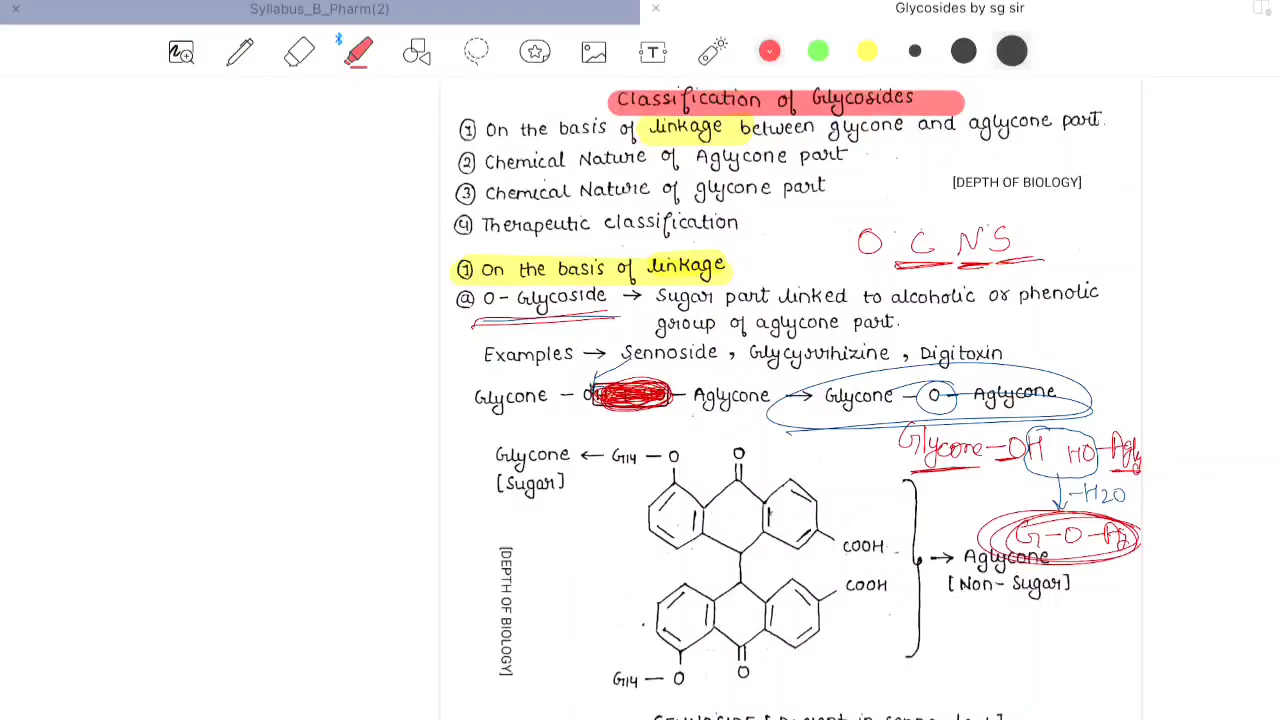 Syllabus_B_Pharm(2)
Glycosides by sg sir
Classification of Glycosides
① On the basis of linkage between glycone and aglycone part.
② Chemical Nature of Aglycone part
③ Chemical Nature of glycone part
[DEPTH OF BIOLOGY]
④ Therapeutic classification
O C N S
① On the basis of linkage
ⓐ O-Glycoside → Sugar part linked to alcoholic or phenolic
group of aglycone part.
Examples → Sennoside, Glycyrrhizine, Digitoxin
Glycone – — Aglycone → Glycone – O – Aglycone
Glycone – OH HO – Agly
-H2O
G – O – Ag
Glycone ← G14 – O
[Sugar]
O
COOH
COOH
→ Aglycone
[Non-Sugar]
[DEPTH OF BIOLOGY]
G14 – O
O